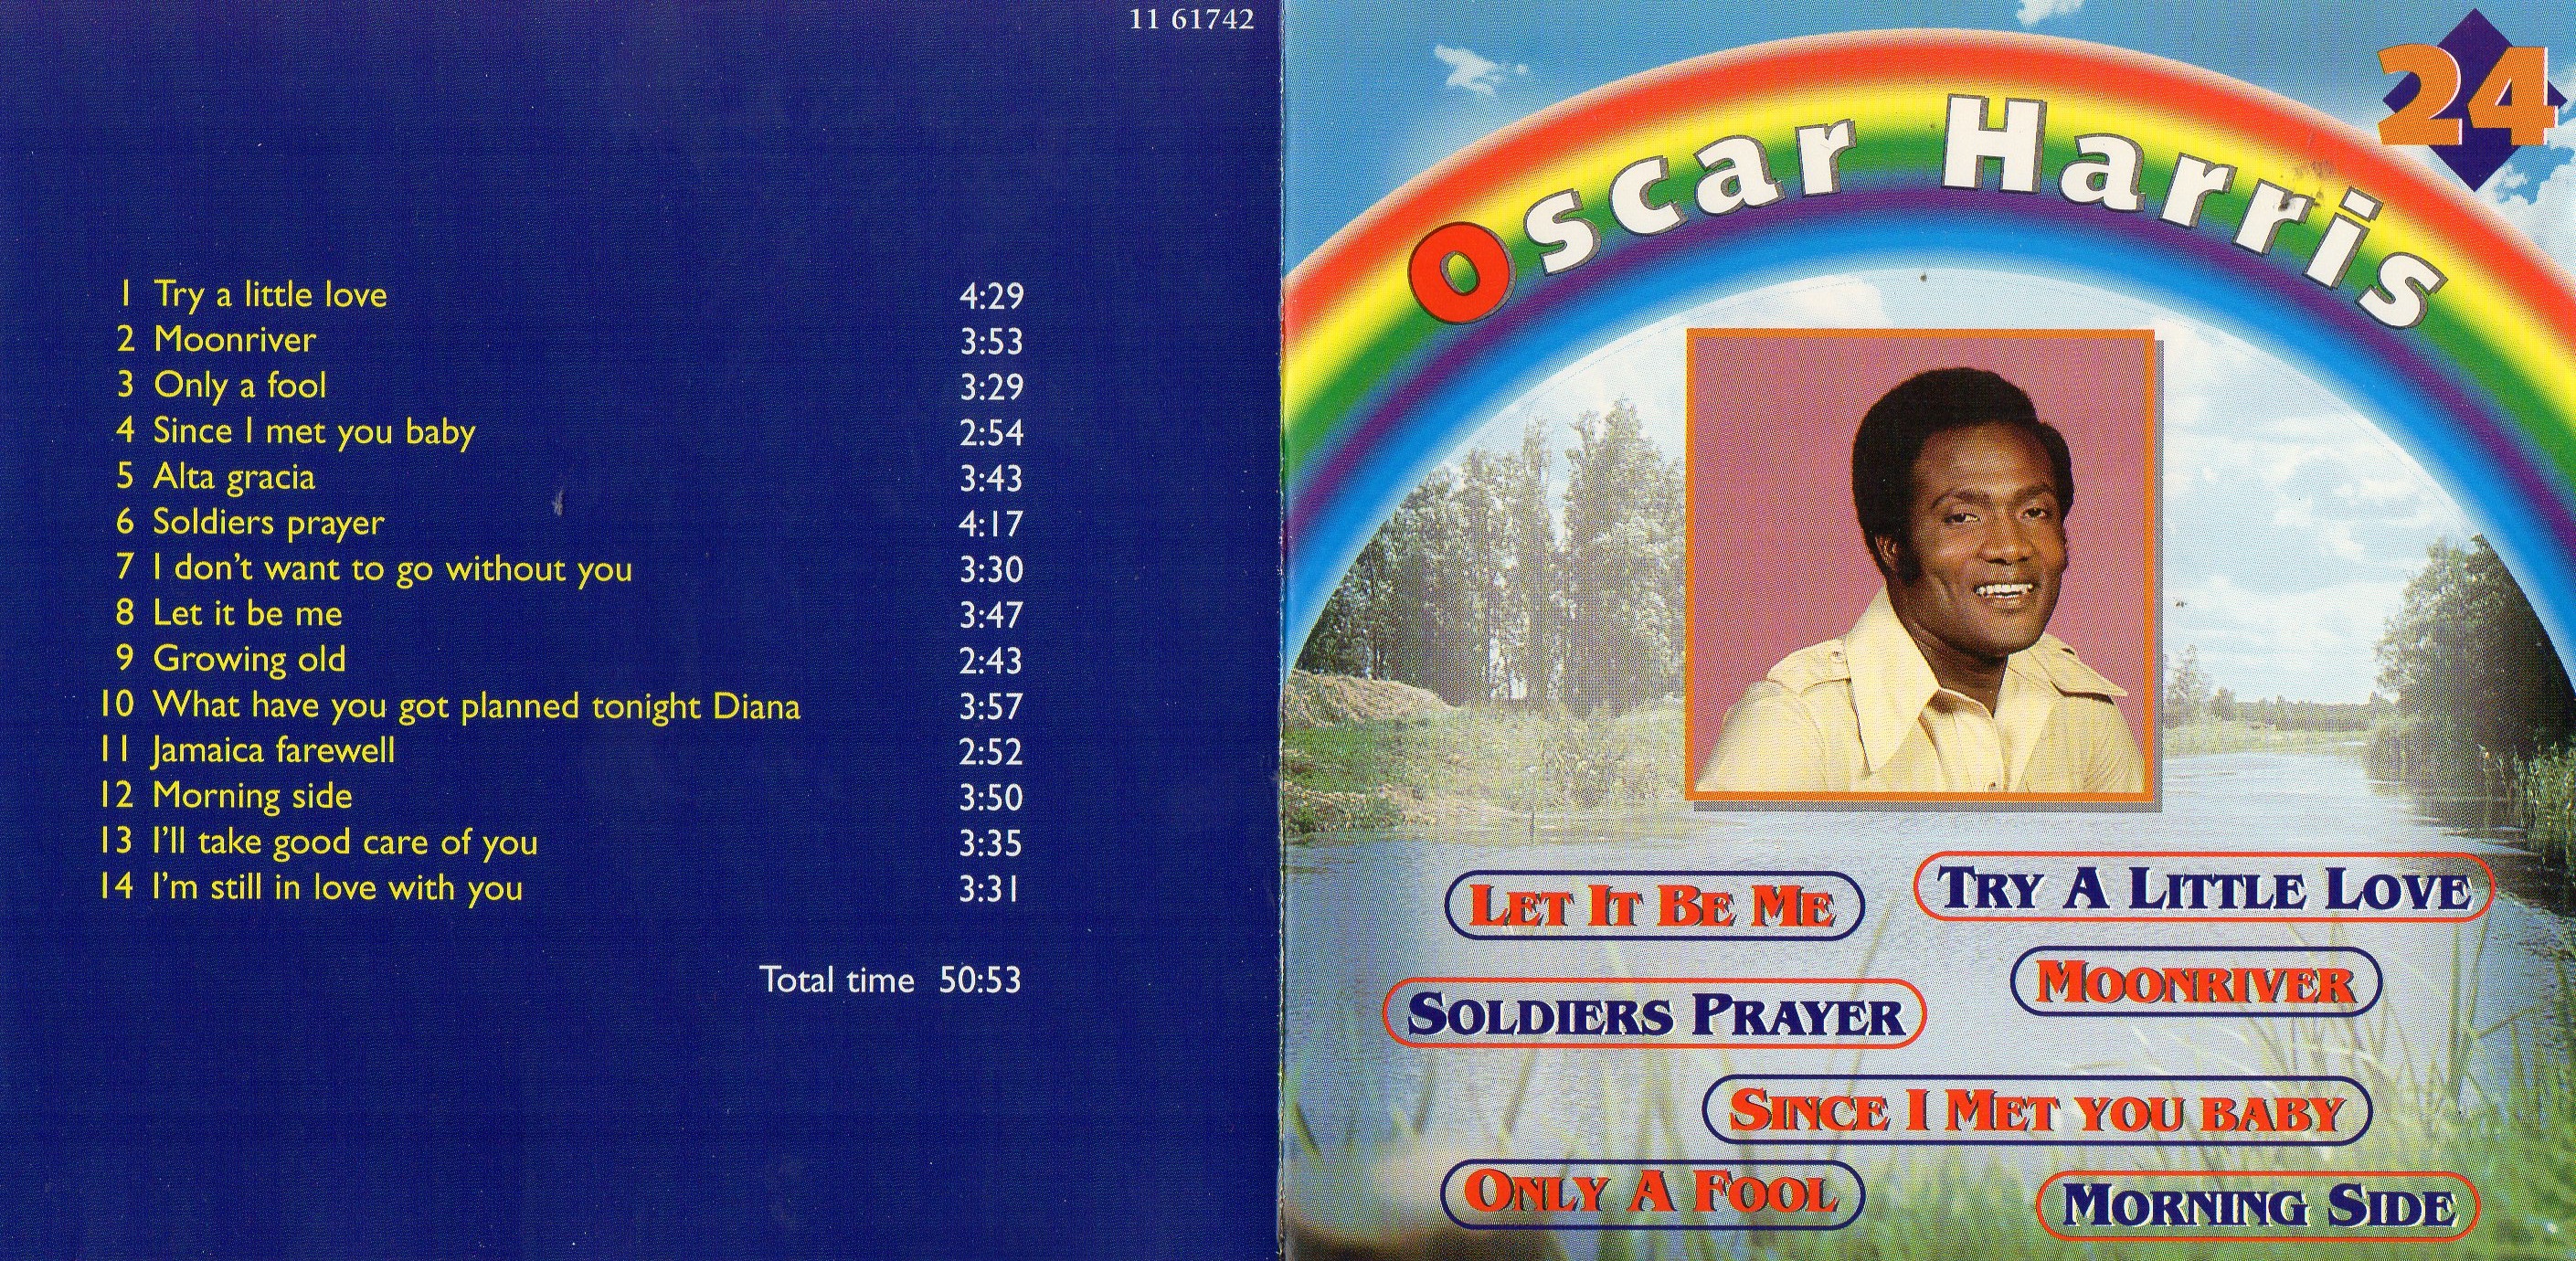 11 61742
1 Try a little love 4:29
2 Moonriver 3:53
3 Only a fool 3:29
4 Since I met you baby 2:54
5 Alta gracia 3:43
6 Soldiers prayer 4:17
7 I don't want to go without you 3:30
8 Let it be me 3:47
9 Growing old 2:43
10 What have you got planned tonight Diana 3:57
11 Jamaica farewell 2:52
12 Morning side 3:50
13 I'll take good care of you 3:35
14 I'm still in love with you 3:31
Total time 50:53
24
Oscar Harris
LET IT BE ME
TRY A LITTLE LOVE
MOONRIVER
SOLDIERS PRAYER
SINCE I MET YOU BABY
ONLY A FOOL
MORNING SIDE